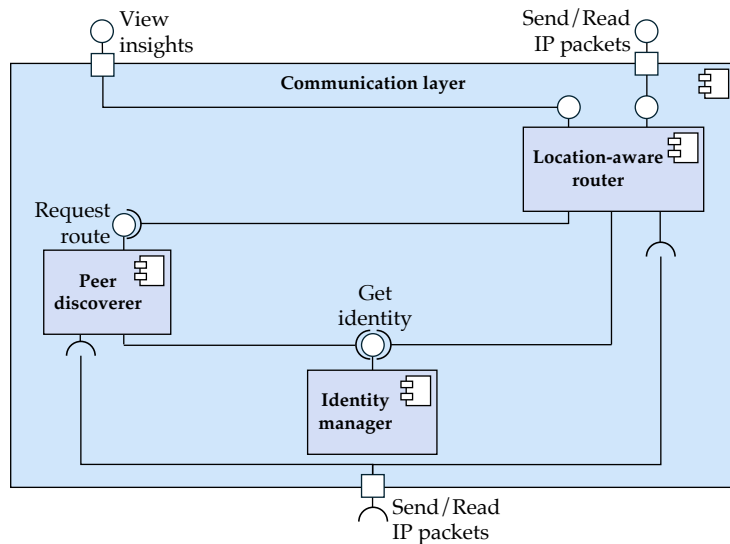 View
insights
Send/Read
IP packets
Communication layer
Location-aware
router
Request
route
Peer
discoverer
Get
identity
Identity
manager
Send/Read
IP packets